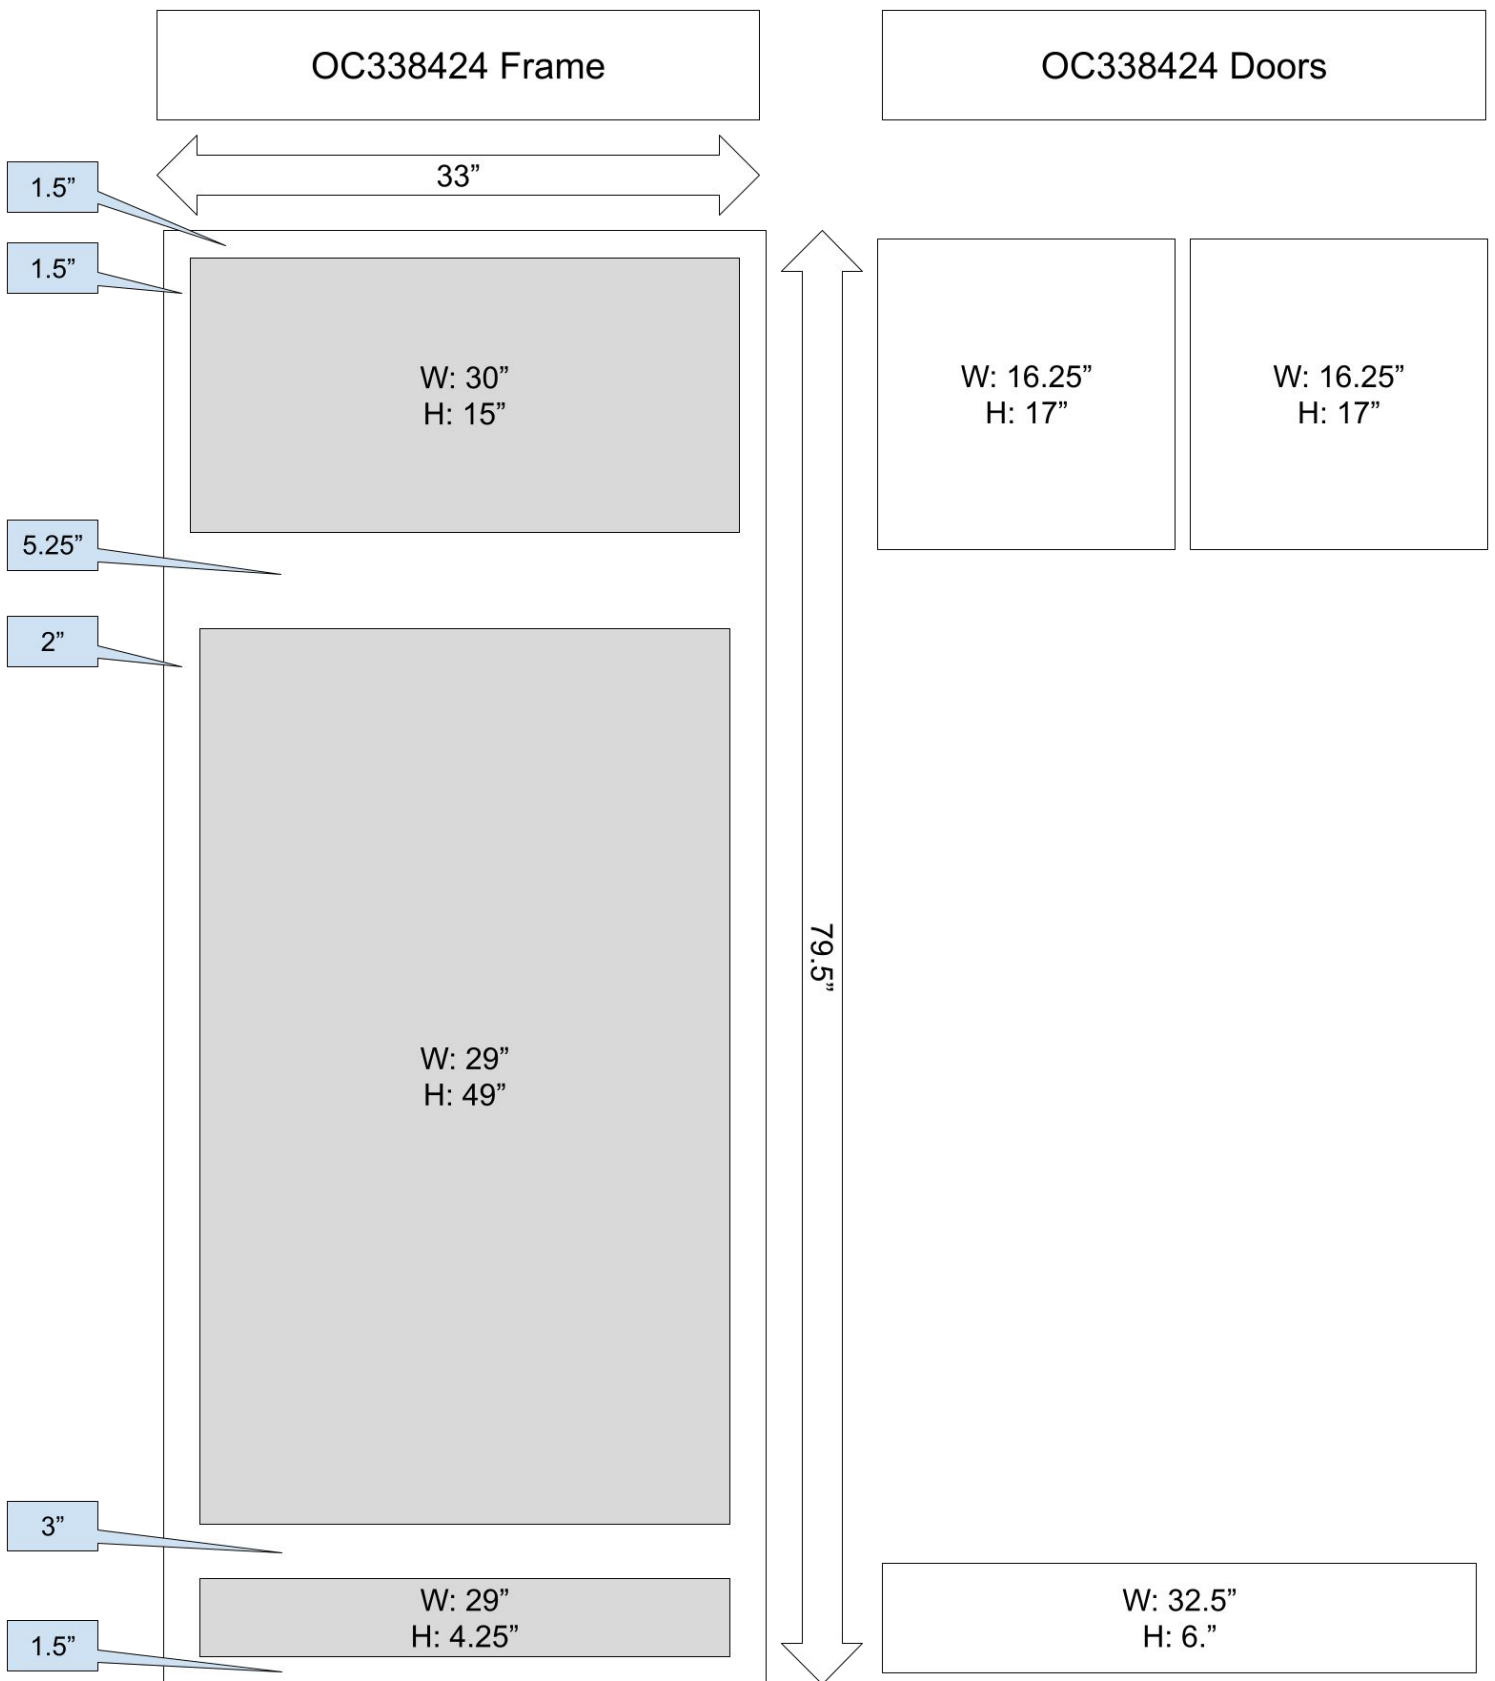 OC338424 Frame
OC338424 Doors
33”
1.5”
1.5”
W: 30”
H: 15”
W: 16.25”
H: 17”
W: 16.25”
H: 17”
5.25”
2”
79.5”
W: 29”
H: 49”
3”
W: 29”
H: 4.25”
W: 32.5”
H: 6.”
1.5”